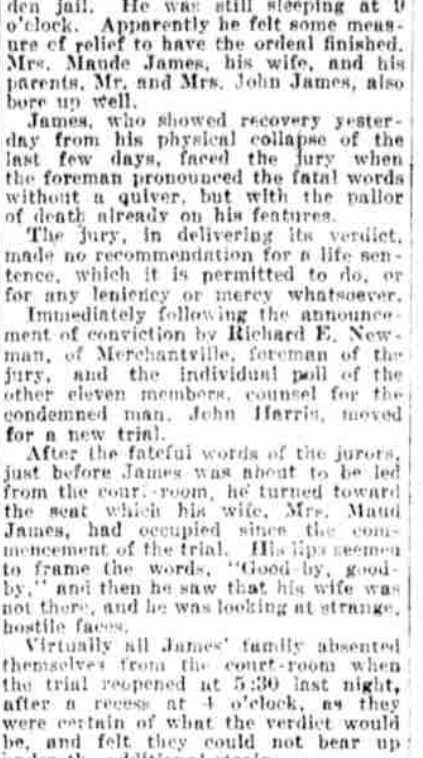 den jail. He was still sleeping at 9
o'clock. Apparently he felt some meas-
ure of relief to have the ordeal finished.
Mrs. Maude James, his wife, and his
parents, Mr. and Mrs. John James, also
bore up well.
James, who showed recovery yester-
day from his physical collapse of the
last few days, faced the jury when
the foreman pronounced the fatal words
without a quiver, but with the pallor
of death already on his features.
The jury, in delivering its verdict,
made no recommendation for a life sen-
tence, which it is permitted to do, or
for any leniency or mercy whatsoever.
Immediately following the announce-
ment of conviction by Richard E. New-
man, of Merchantville, foreman of the
jury, and the individual poll of the
other eleven members, counsel for the
condemned man, John Harris, moved
for a new trial.
After the fateful words of the jurors,
just before James was about to be led
from the court-room, he turned toward
the seat which his wife, Mrs. Maud
James, had occupied since the com-
mencement of the trial. His lips seemed
to frame the words, "Good-by, good-
by," and then he saw that his wife was
not there, and he was looking at strange,
hostile faces.
Virtually all James' family absented
themselves from the court-room when
the trial reopened at 5:30 last night,
after a recess at 4 o'clock, as they
were certain of what the verdict would
be, and felt they could not bear up
under the additional strain.